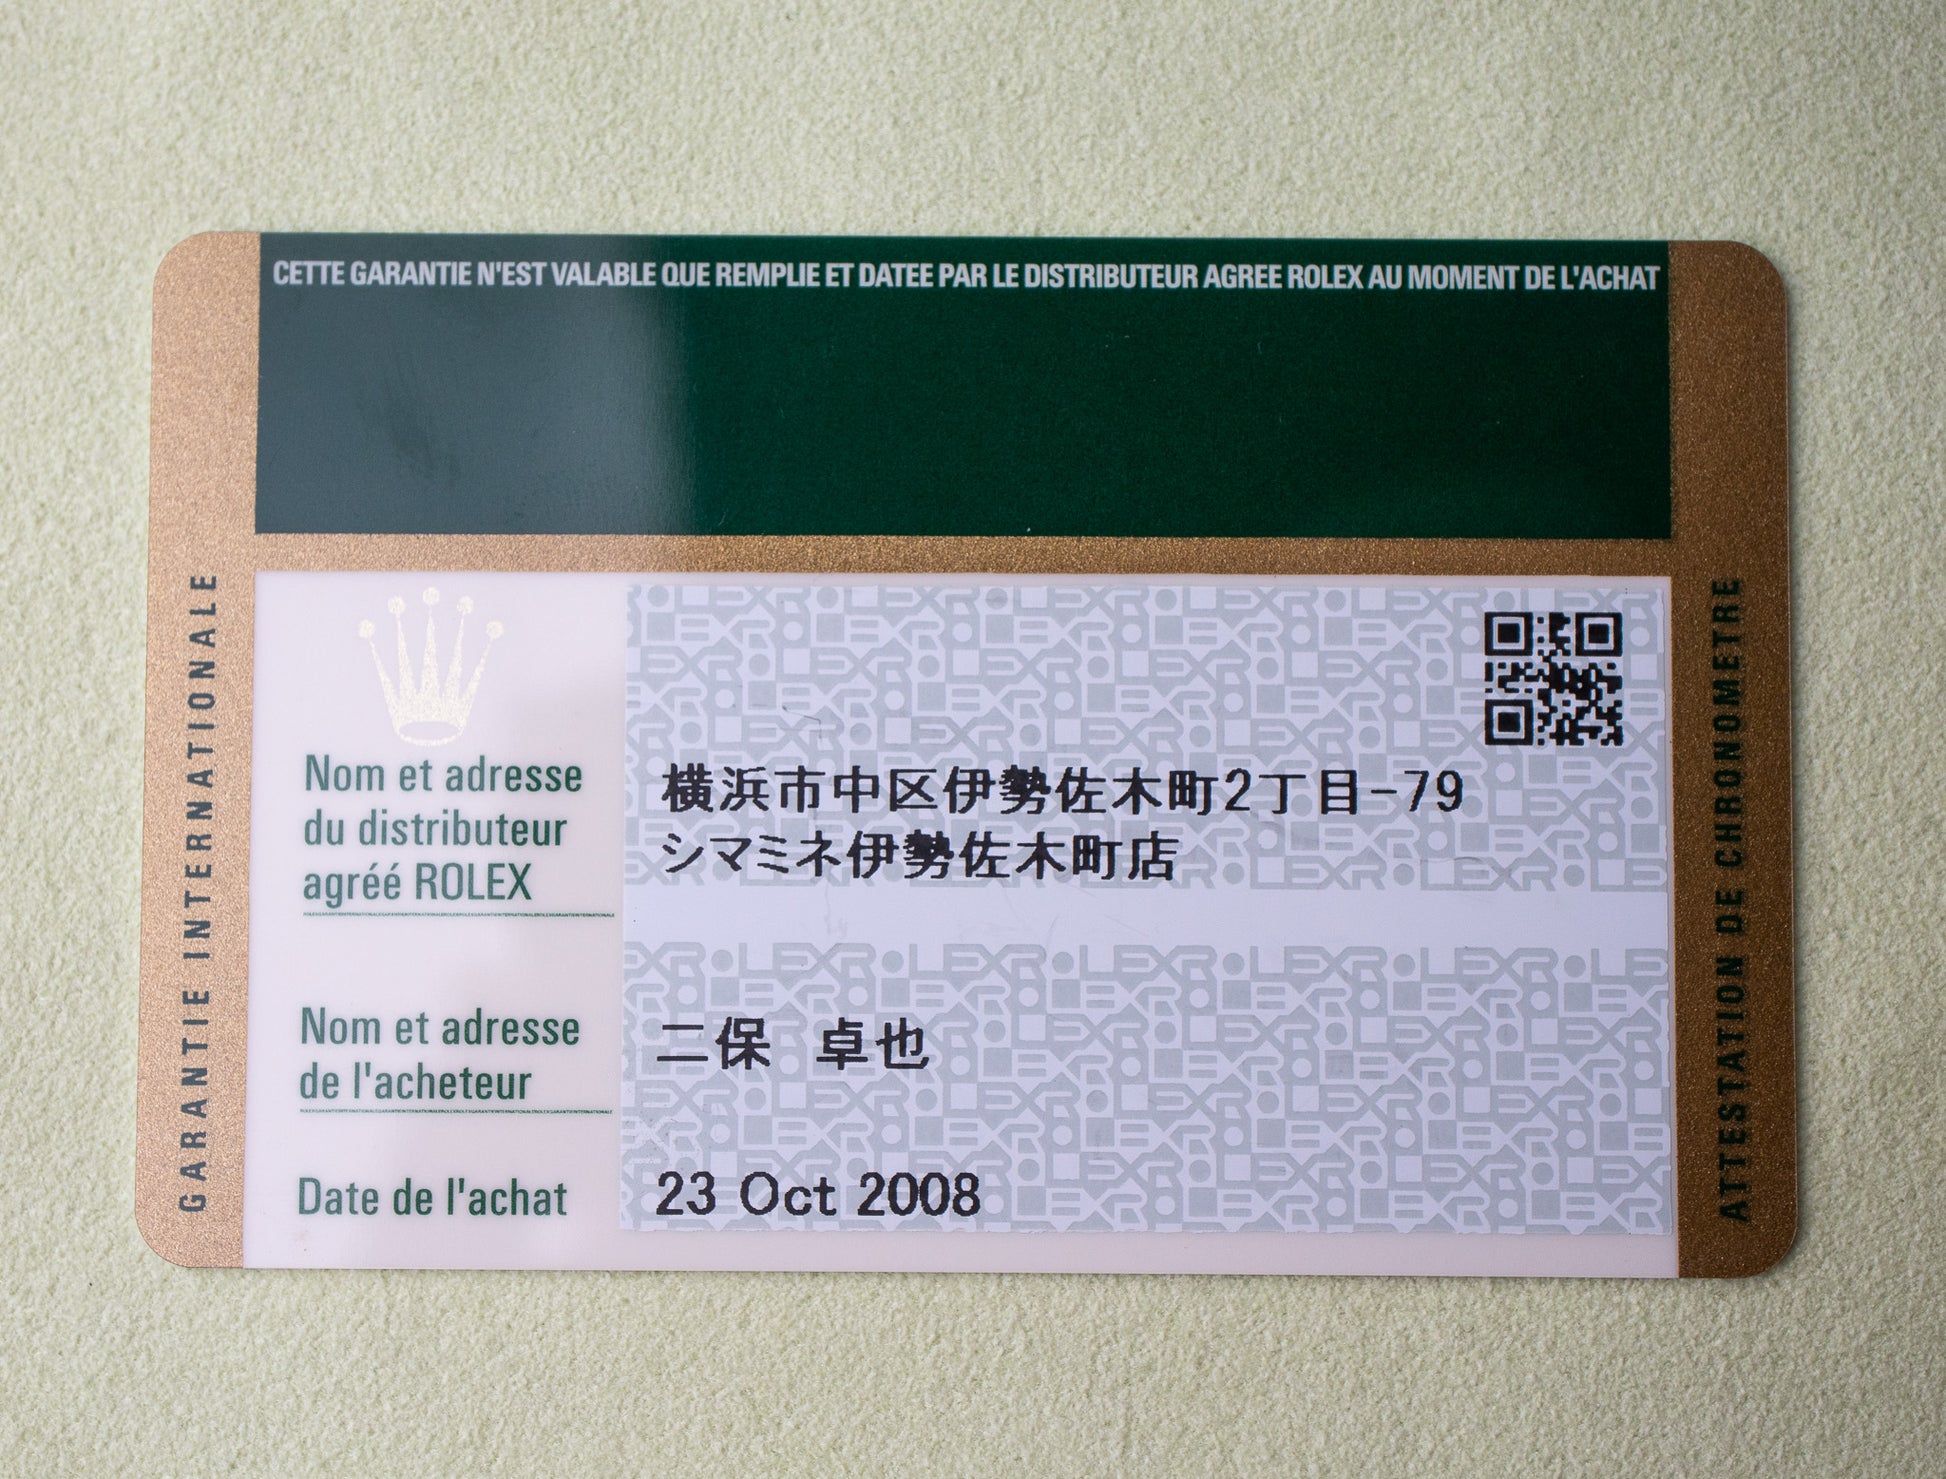 CETTE GARANTIE N'EST VALABLE QUE REMPLIE ET DATEE PAR LE DISTRIBUTEUR AGREE ROLEX AU MOMENT DE L'ACHAT
GARANTIE INTERNATIONALE
Nom et adresse
du distributeur
agréé ROLEX
横浜市中区伊勢佐木町2丁目-79
シマミネ伊勢佐木町店
Nom et adresse
de l'acheteur
二保 卓也
Date de l'achat
23 Oct 2008
ATTESTATION DE CHRONOMETRE